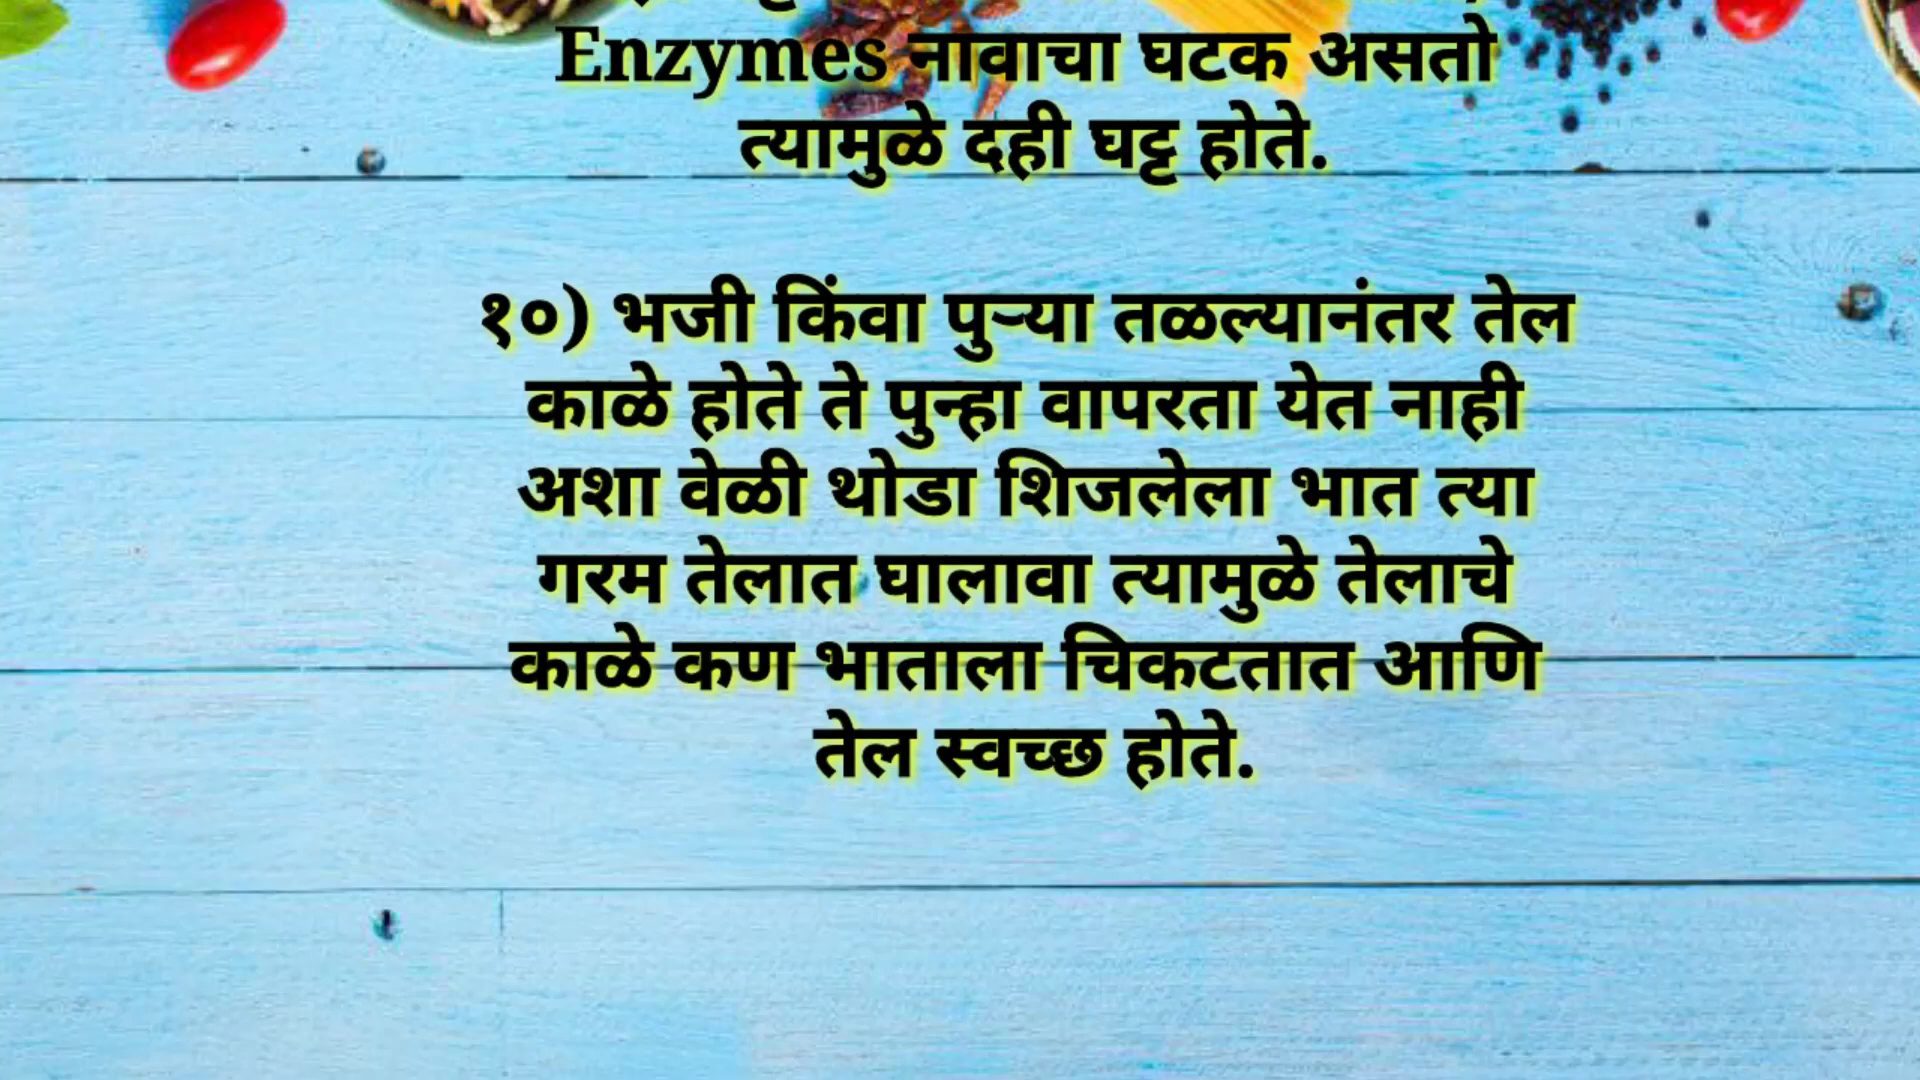 Enzymes नावाचा घटक असतो
त्यामुळे दही घट्ट होते.
१०) भजी किंवा पुऱ्या तळल्यानंतर तेल
काळे होते ते पुन्हा वापरता येत नाही
अशा वेळी थोडा शिजलेला भात त्या
गरम तेलात घालावा त्यामुळे तेलाचे
काळे कण भाताला चिकटतात आणि
तेल स्वच्छ होते.